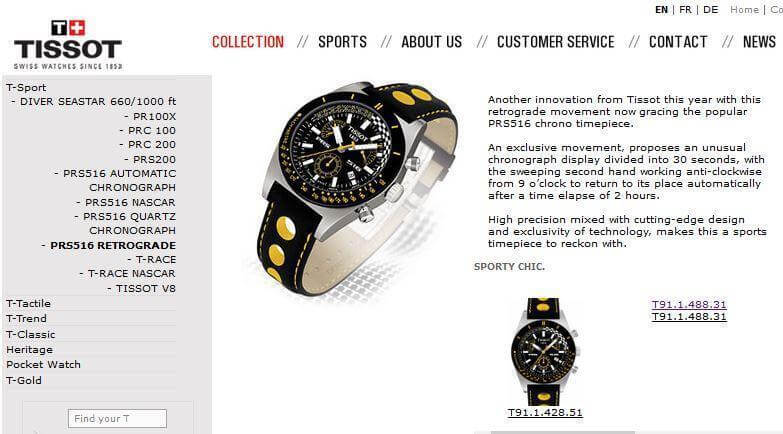 EN | FR | DE Home | Co
TISSOT
SWISS WATCHES SINCE 1853
COLLECTION // SPORTS // ABOUT US // CUSTOMER SERVICE // CONTACT // NEWS
T-Sport
- DIVER SEASTAR 660/1000 ft
- PR100X
- PRC 100
- PRC 200
- PRS200
- PRS516 AUTOMATIC
CHRONOGRAPH
- PRS516 NASCAR
- PRS516 QUARTZ
CHRONOGRAPH
- PRS516 RETROGRADE
- T-RACE
- T-RACE NASCAR
- TISSOT V8
T-Tactile
T-Trend
T-Classic
Heritage
Pocket Watch
T-Gold
Find your T
TISSOT
Another innovation from Tissot this year with this
retrograde movement now gracing the popular
PRS516 chrono timepiece.
An exclusive movement, proposes an unusual
chronograph display divided into 30 seconds, with
the sweeping second hand working anti-clockwise
from 9 o'clock to return to its place automatically
after a time elapse of 2 hours.
High precision mixed with cutting-edge design
and exclusivity of technology, makes this a sports
timepiece to reckon with.
SPORTY CHIC.
T91.1.428.51
T91.1.488.31
T91.1.488.31